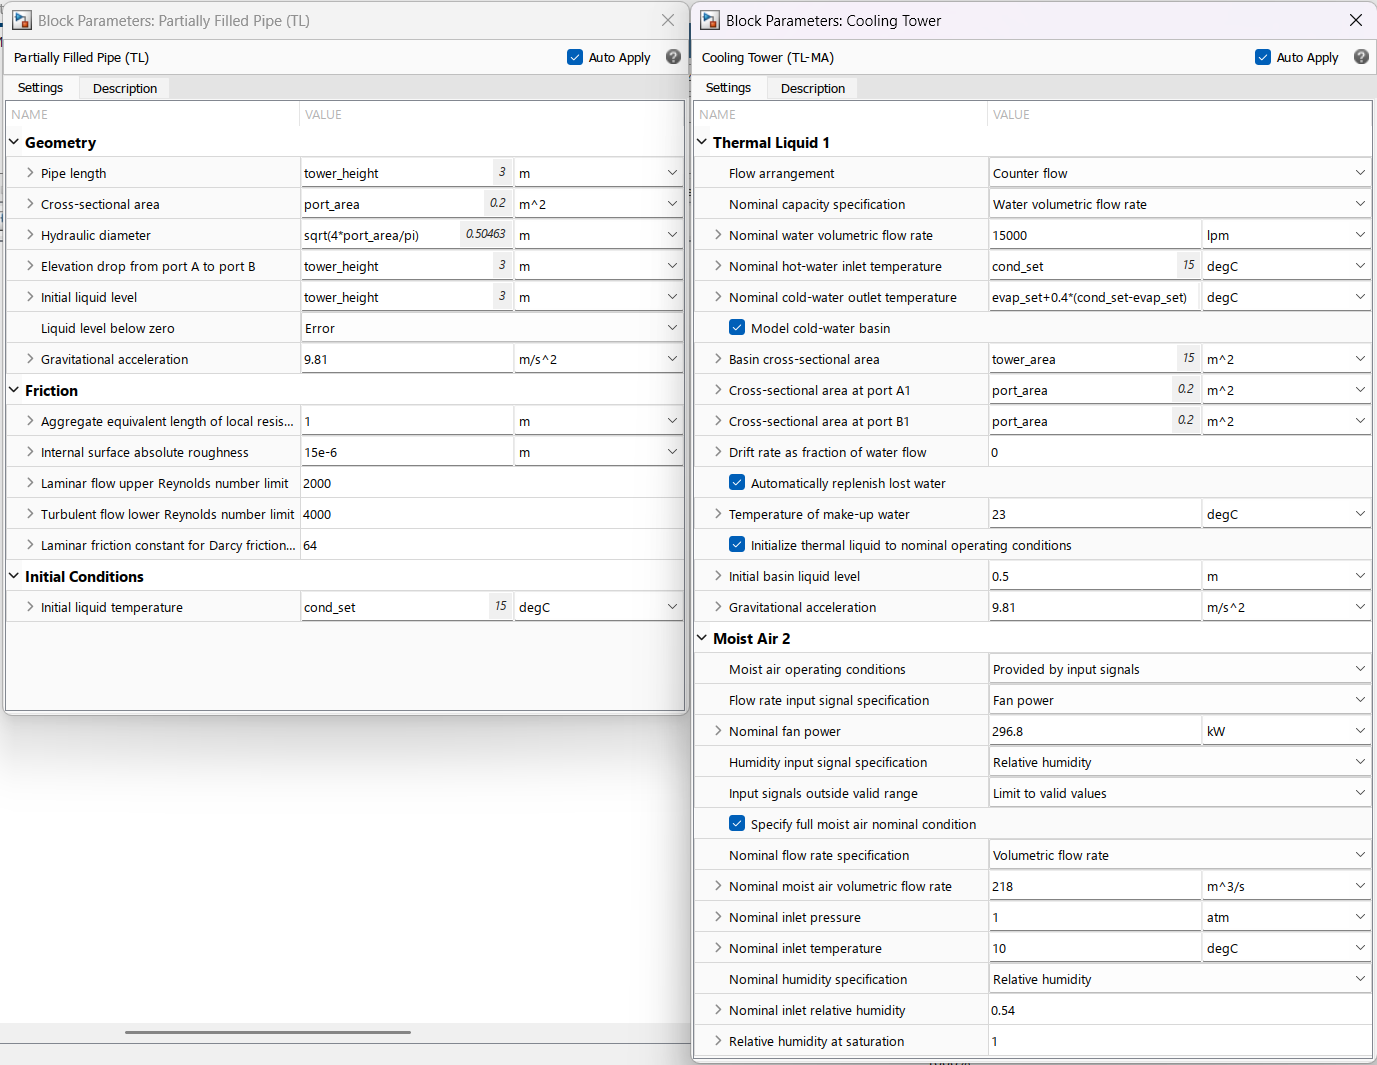 Block Parameters: Partially Filled Pipe (TL)
Partially Filled Pipe (TL)
Auto Apply
Settings
Description
NAME
VALUE
Geometry
Pipe length
tower_height
3
m
Cross-sectional area
port_area
0.2
m^2
Hydraulic diameter
sqrt(4*port_area/pi)
0.50463
m
Elevation drop from port A to port B
tower_height
3
m
Initial liquid level
tower_height
3
m
Liquid level below zero
Error
Gravitational acceleration
9.81
m/s^2
Friction
Aggregate equivalent length of local resis...
1
m
Internal surface absolute roughness
15e-6
m
Laminar flow upper Reynolds number limit
2000
Turbulent flow lower Reynolds number limit
4000
Laminar friction constant for Darcy friction...
64
Initial Conditions
Initial liquid temperature
cond_set
15
degC
Block Parameters: Cooling Tower
Cooling Tower (TL-MA)
Auto Apply
Settings
Description
NAME
VALUE
Thermal Liquid 1
Flow arrangement
Counter flow
Nominal capacity specification
Water volumetric flow rate
Nominal water volumetric flow rate
15000
lpm
Nominal hot-water inlet temperature
cond_set
15
degC
Nominal cold-water outlet temperature
evap_set+0.4*(cond_set-evap_set)
degC
Model cold-water basin
Basin cross-sectional area
tower_area
15
m^2
Cross-sectional area at port A1
port_area
0.2
m^2
Cross-sectional area at port B1
port_area
0.2
m^2
Drift rate as fraction of water flow
0
Automatically replenish lost water
Temperature of make-up water
23
degC
Initialize thermal liquid to nominal operating conditions
Initial basin liquid level
0.5
m
Gravitational acceleration
9.81
m/s^2
Moist Air 2
Moist air operating conditions
Provided by input signals
Flow rate input signal specification
Fan power
Nominal fan power
296.8
kW
Humidity input signal specification
Relative humidity
Input signals outside valid range
Limit to valid values
Specify full moist air nominal condition
Nominal flow rate specification
Volumetric flow rate
Nominal moist air volumetric flow rate
218
m^3/s
Nominal inlet pressure
1
atm
Nominal inlet temperature
10
degC
Nominal humidity specification
Relative humidity
Nominal inlet relative humidity
0.54
Relative humidity at saturation
1